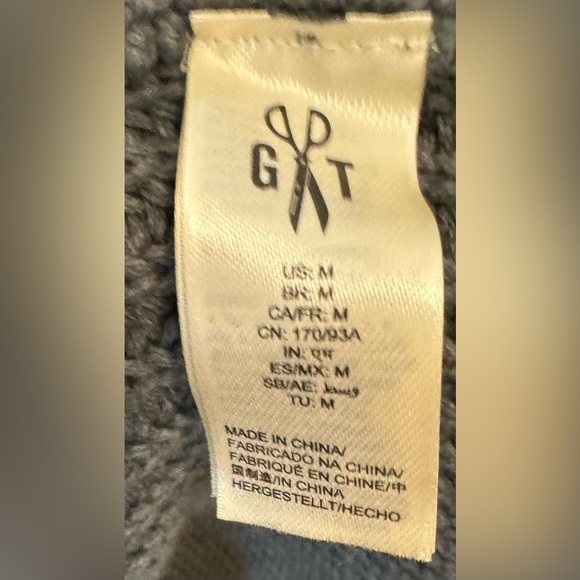 G T
US: M
BR: M
CA/FR: M
CN: 170/93A
IN: एम
ES/MX: M
SB/AE: وسط
TU: M
MADE IN CHINA/
FABRICADO NA CHINA/
FABRIQUÉ EN CHINE/中
国制造/IN CHINA
HERGESTELLT/HECHO